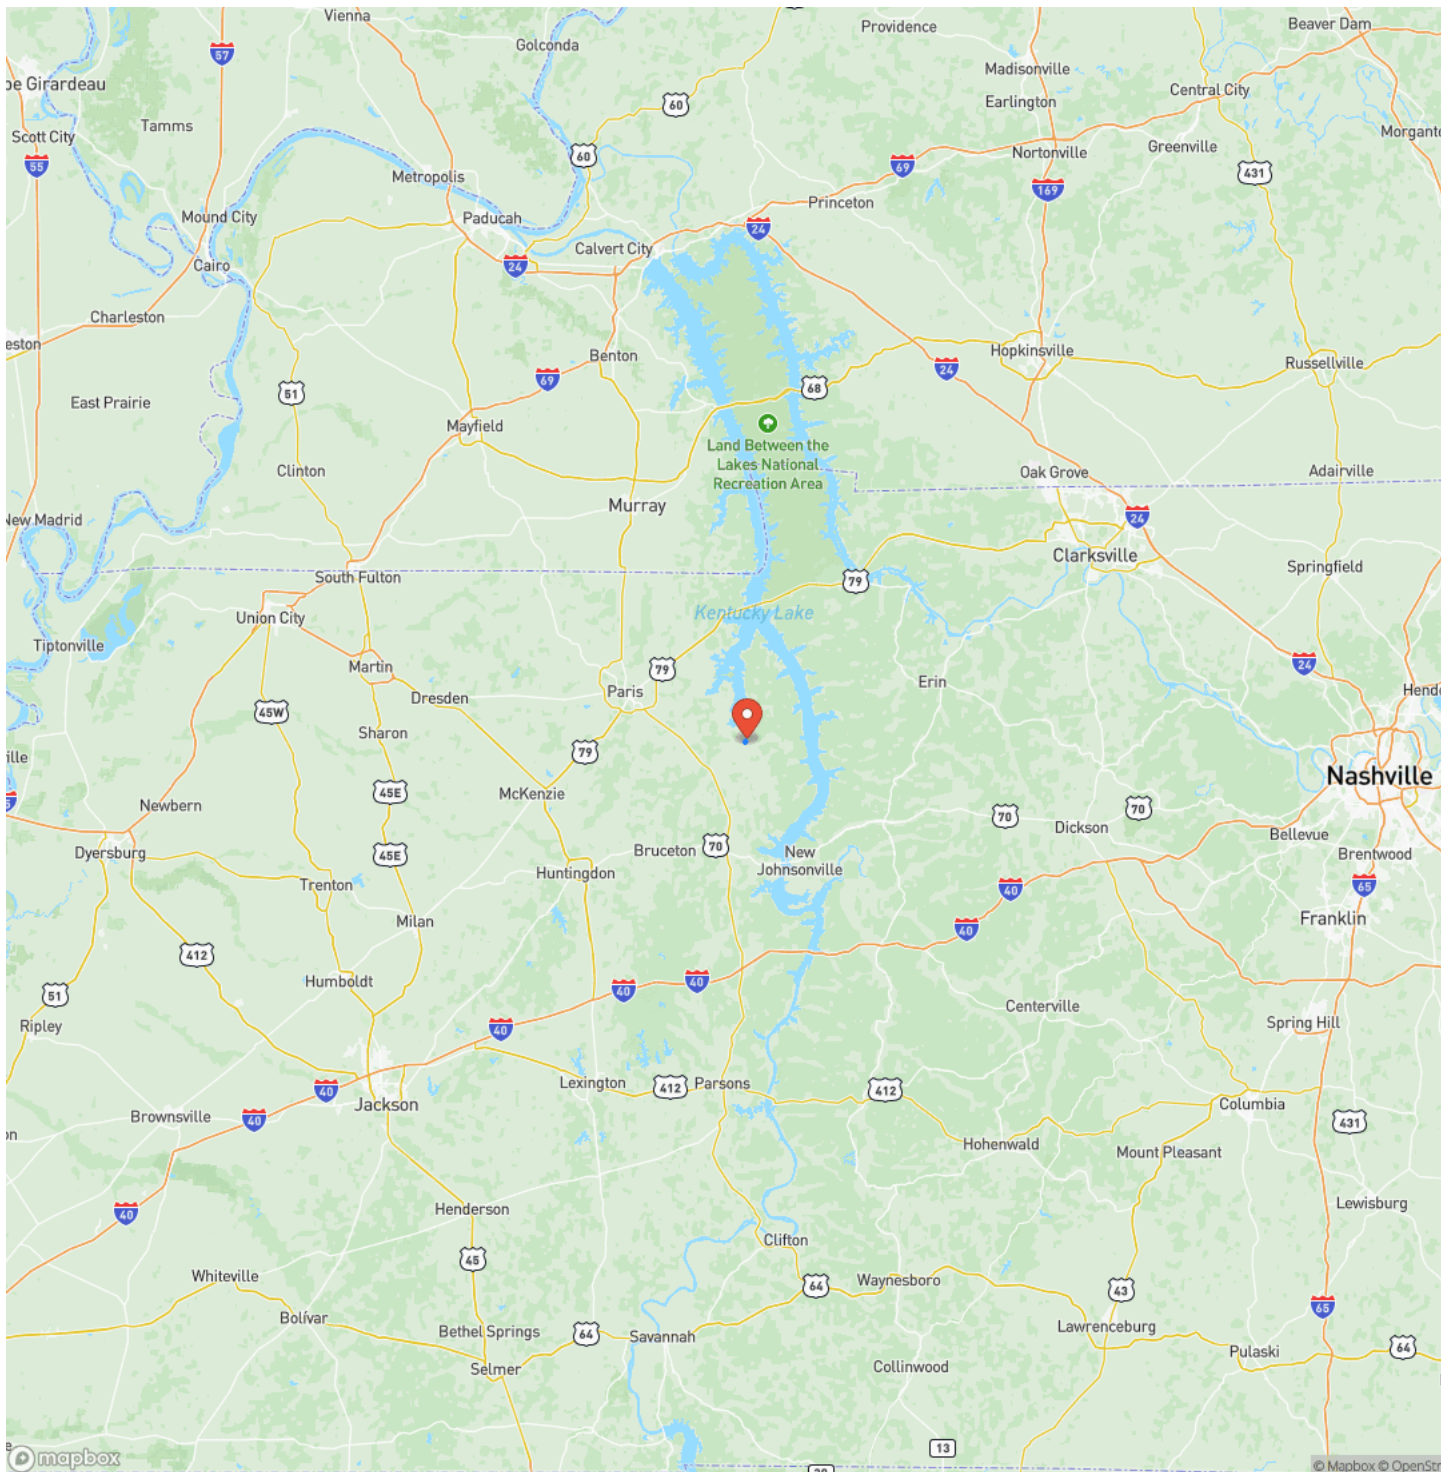 Vienna
Providence
Beaver Dam
Golconda
57
Madisonville
pe Girardeau
60
Earlington
Central City
Tamms
Scott City
Morganto
Greenville
Nortonville
60
55
69
431
Metropolis
169
Princeton
Mound City
Paducah
24
Calvert City
Cairo
24
Charleston
eston
Hopkinsville
Benton
Russellville
24
69
68
51
East Prairie
Mayfield
Land Between the
Lakes National
Recreation Area
Clinton
Oak Grove
Adairville
Murray
New Madrid
24
Clarksville
Springfield
South Fulton
79
Kentucky Lake
Union City
Tiptonville
Martin
79
24
Erin
Paris
Hende
Dresden
45W
Sharon
79
ille
Nashville
McKenzie
45E
5
Newbern
70
70
Dickson
Bellevue
70
Bruceton
New
Johnsonville
Dyersburg
45E
Brentwood
Huntingdon
Trenton
40
65
Milan
Franklin
40
412
Humboldt
40
40
51
Centerville
Ripley
Spring Hill
40
Lexington
412
Parsons
412
40
Jackson
Columbia
Brownsville
40
431
on
Hohenwald
Mount Pleasant
Lewisburg
40
Henderson
Clifton
45
Whiteville
64
Waynesboro
43
65
Bolívar
Bethel Springs
64
Savannah
Lawrenceburg
64
Pulaski
Selmer
Collinwood
e
13
mapbox
© Mapbox © OpenStr